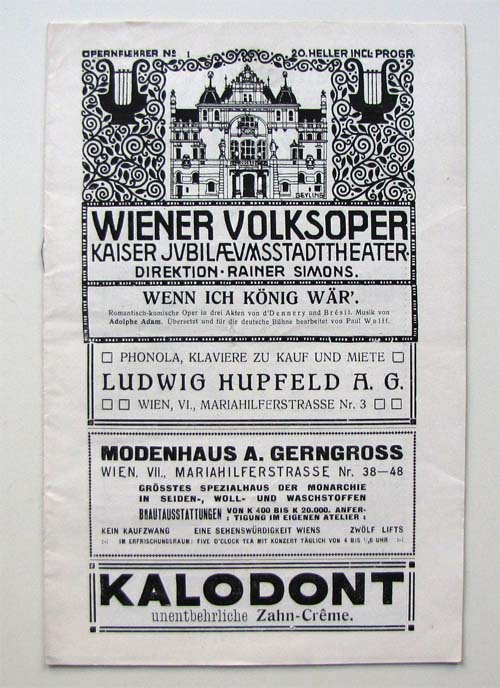 OPERNFÜHRER No 1 20. HELLER INCL: PROGR.
GEYLING
WIENER VOLKSOPER
KAISER JVBILÆVMSSTADTTHEATER.
DIREKTION · RAINER SIMONS.
WENN ICH KÖNIG WÄR'.
Romantisch-komische Oper in drei Akten von d'Dennery und Brésil. Musik von
Adolphe Adam. Übersetzt und für die deutsche Bühne bearbeitet von Paul Wolff.
PHONOLA, KLAVIERE ZU KAUF UND MIETE
LUDWIG HUPFELD A. G.
WIEN, VI., MARIAHILFERSTRASSE Nr. 3
MODENHAUS A. GERNGROSS
WIEN, VII., MARIAHILFERSTRASSE Nr. 38—48
GRÖSSTES SPEZIALHAUS DER MONARCHIE
IN SEIDEN-, WOLL- UND WASCHSTOFFEN
BRAUTAUSSTATTUNGEN VON K 400 BIS K 20.000. ANFER-
TIGUNG IM EIGENEN ATELIER
KEIN KAUFZWANG EINE SEHENSWÜRDIGKEIT WIENS ZWÖLF LIFTS
IM ERFRISCHUNGSRAUM: FIVE O'CLOCK TEA MIT KONZERT TÄGLICH VON 4 BIS UHR
KALODONT
unentbehrliche Zahn-Crême.